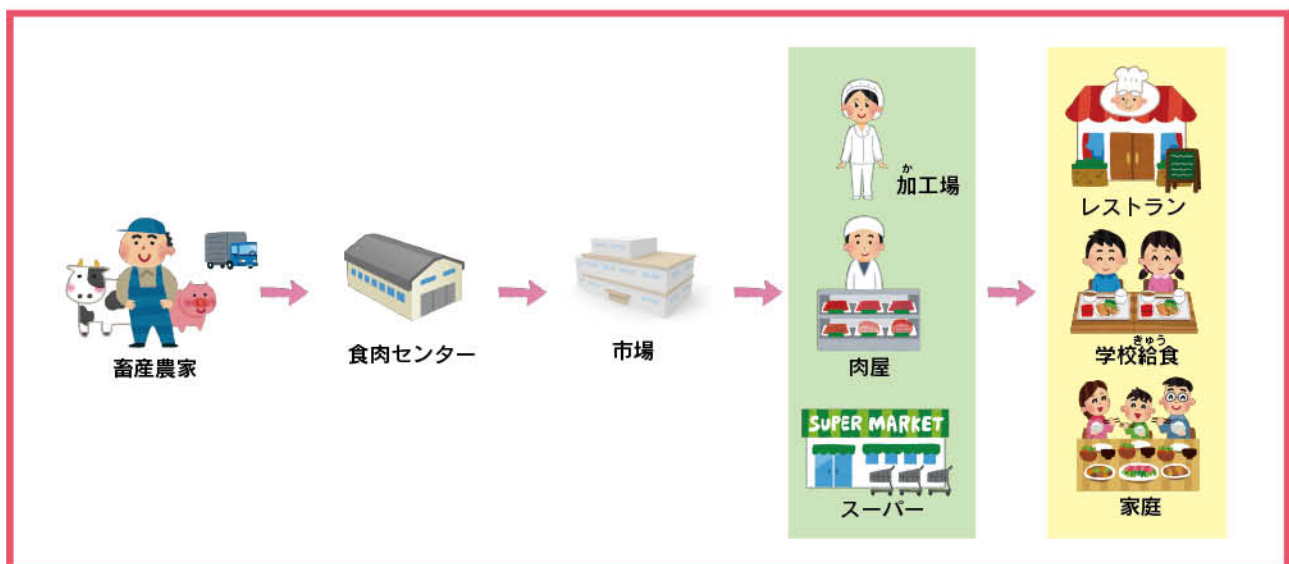 畜産農家
食肉センター
市場
か
加工場
肉屋
SUPER MARKET
スーパー
レストラン
きゅう
学校給食
家庭